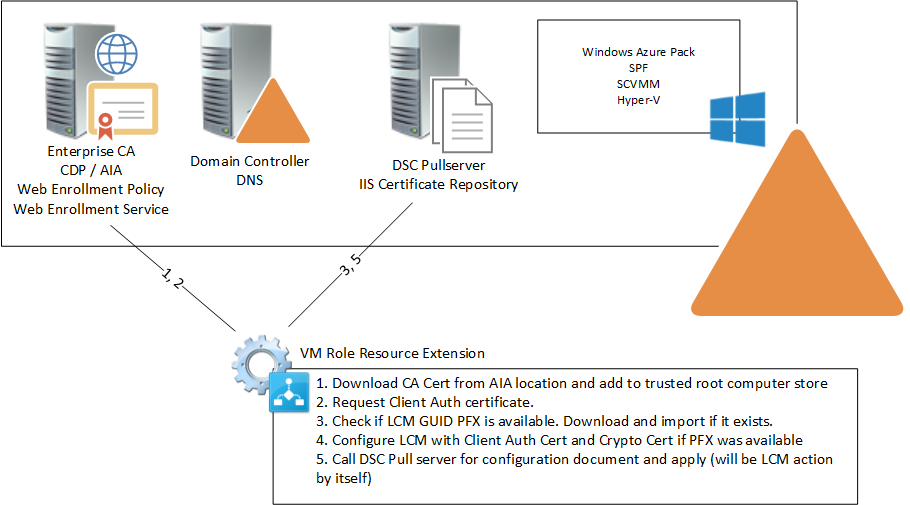 Windows Azure Pack
SPF
SCVMM
Hyper-V
Enterprise CA
CDP / AIA
Web Enrollment Policy
Web Enrollment Service
Domain Controller
DNS
DSC Pullserver
IIS Certificate Repository
1, 2
3, 5
VM Role Resource Extension
1. Download CA Cert from AIA location and add to trusted root computer store
2. Request Client Auth certificate.
3. Check if LCM GUID PFX is available. Download and import if it exists.
4. Configure LCM with Client Auth Cert and Crypto Cert if PFX was available
5. Call DSC Pull server for configuration document and apply (will be LCM action
by itself)